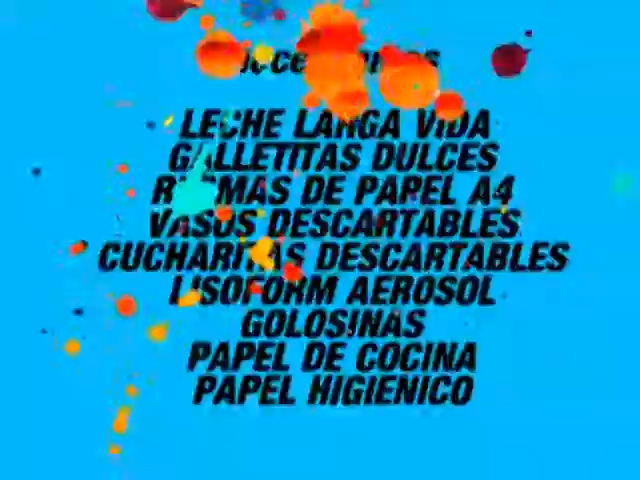 LECHE LARGA VIDA
GALLETITAS DULCES
RESMAS DE PAPEL A4
VASOS DESCARTABLES
CUCHARITAS DESCARTABLES
LISOFORM AEROSOL
GOLOSINAS
PAPEL DE COCINA
PAPEL HIGIENICO